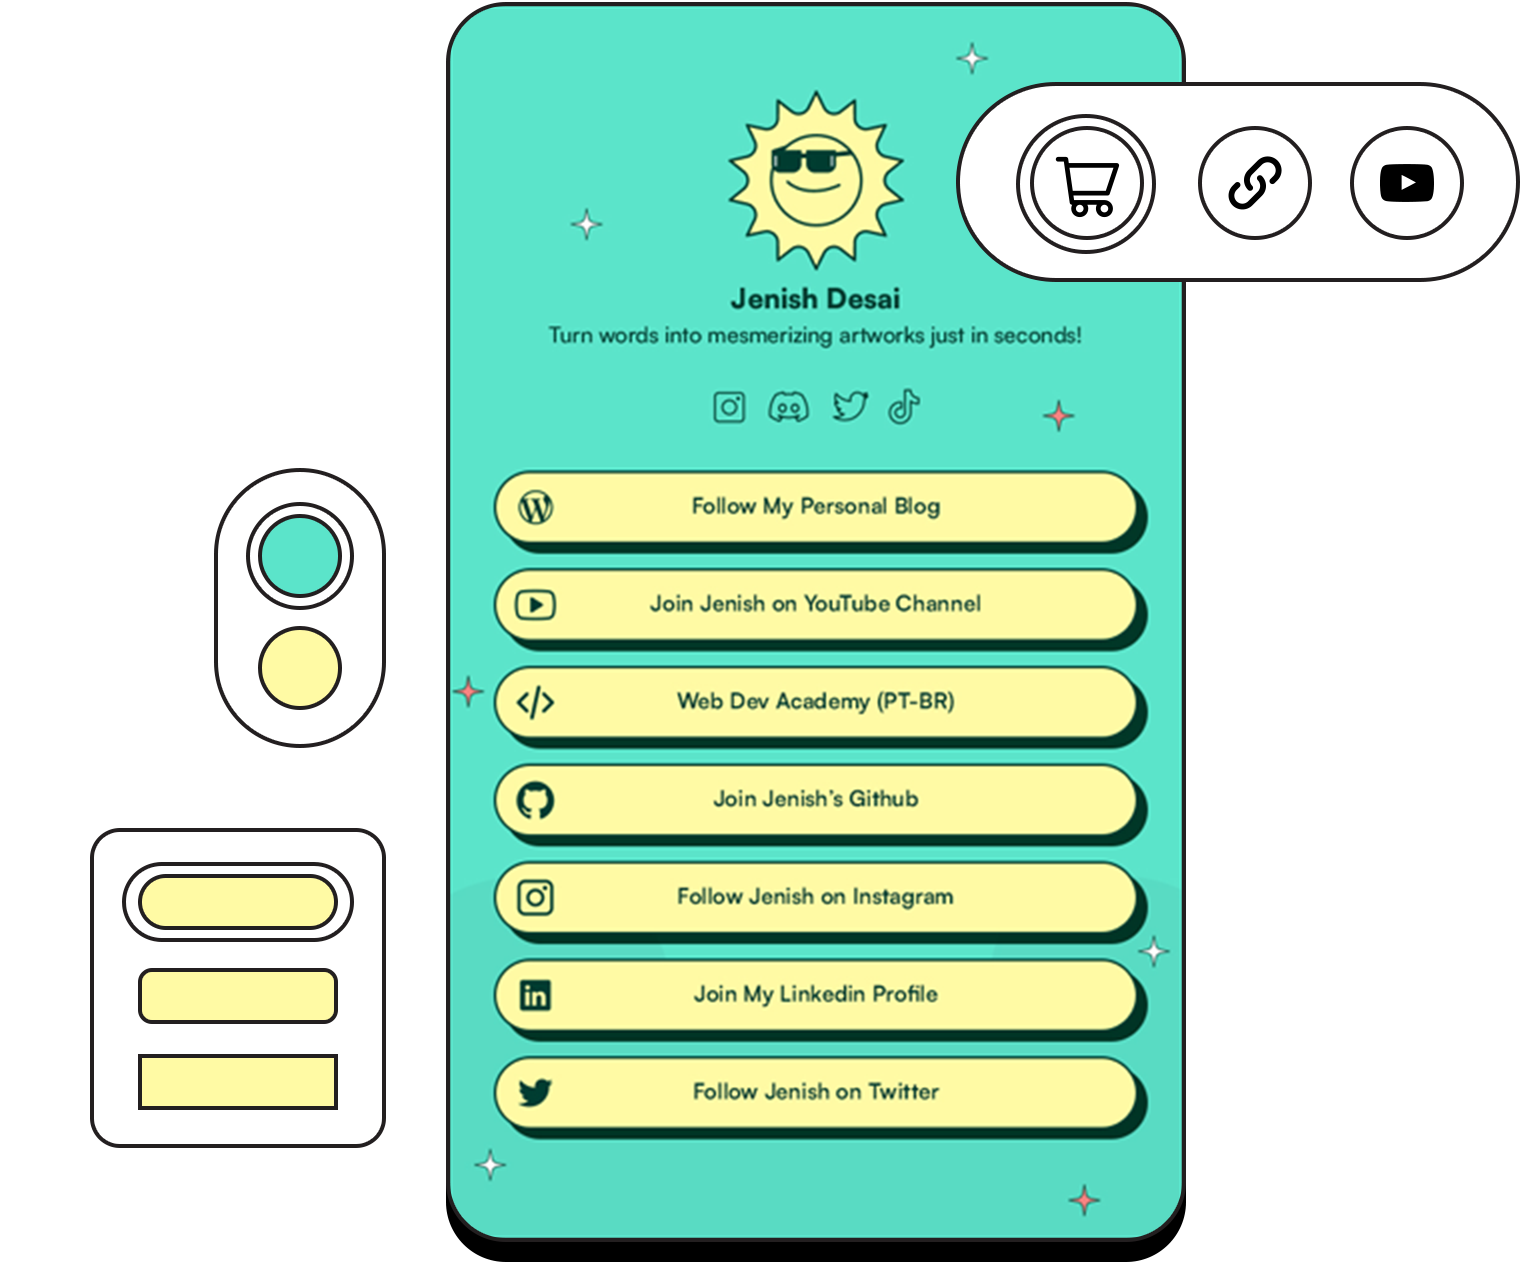 Jenish Desai
Turn words into mesmerizing artworks just in seconds!
Follow My Personal Blog
Join Jenish on YouTube Channel
Web Dev Academy (PT-BR)
Join Jenish’s Github
Follow Jenish on Instagram
in Join My Linkedin Profile
Follow Jenish on Twitter